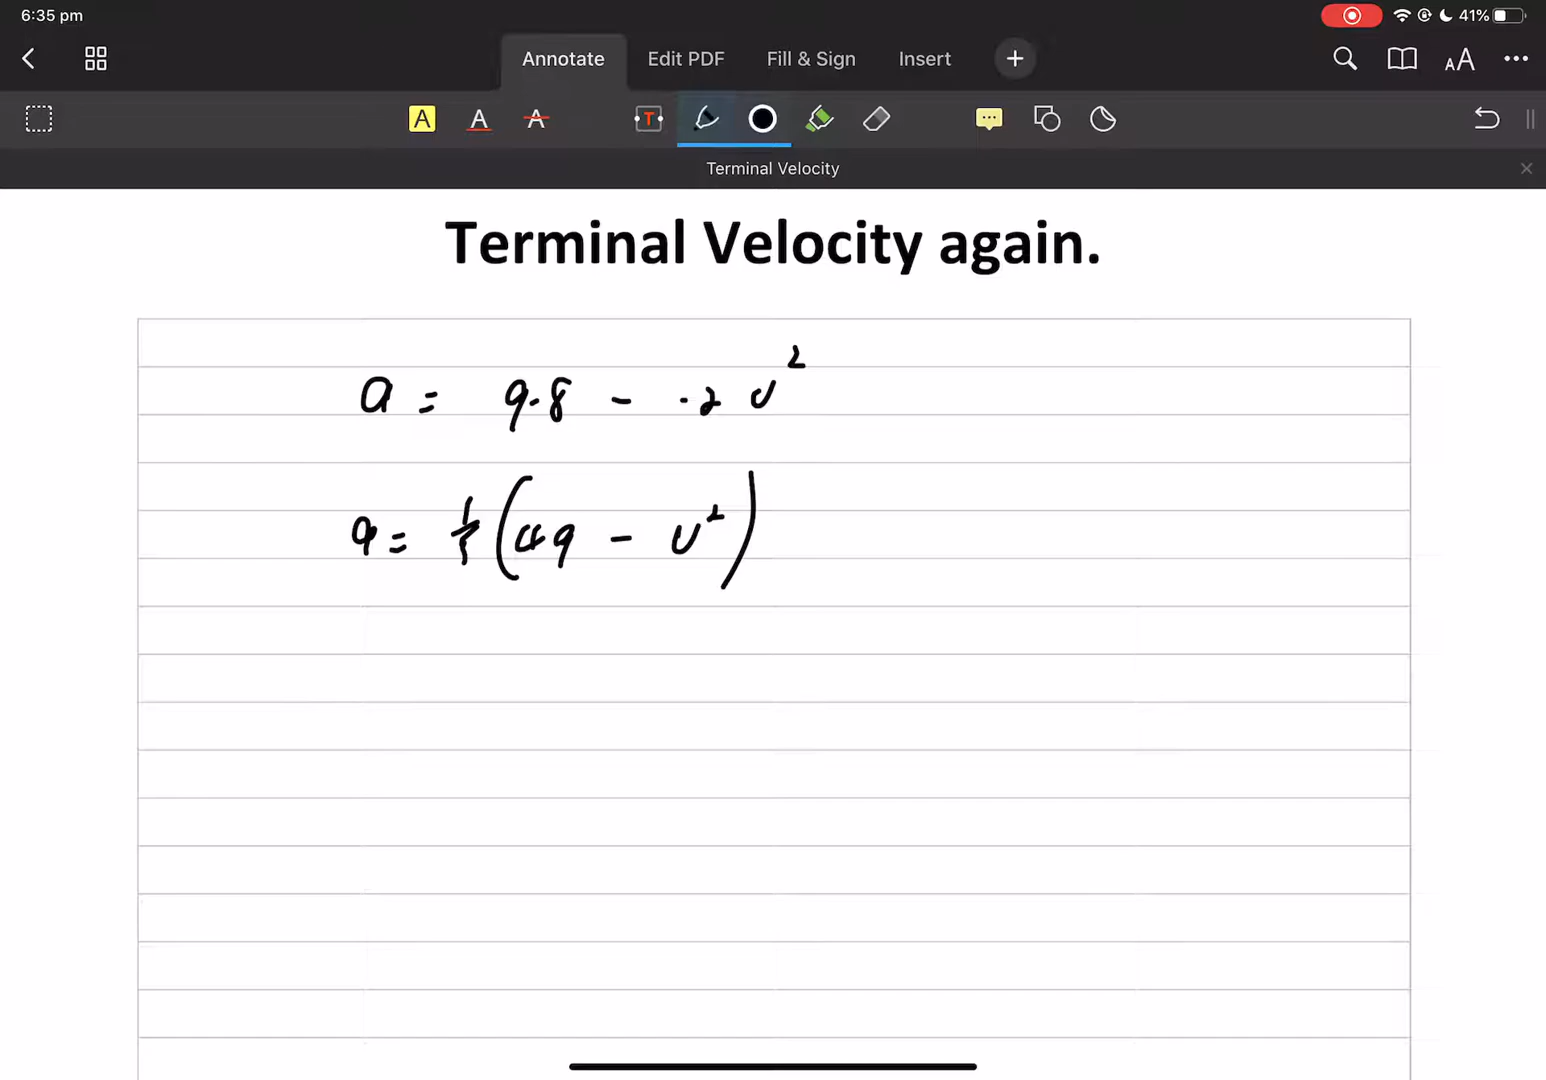 6:35 pm
41%
Annotate
Edit PDF
Fill & Sign
Insert
A A T AA
Terminal Velocity
Terminal Velocity again.
a = 9.8 - .2 v²
a = 1/5 (49 - v²)